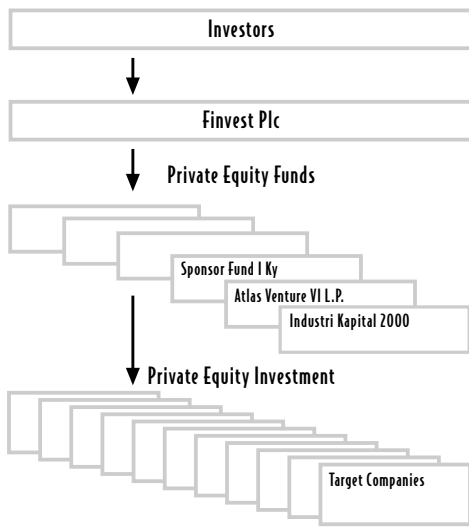 Investors
Finvest Plc
Private Equity Funds
Sponsor Fund I Ky
Atlas Venture VI L.P.
Industri Kapital 2000
Private Equity Investment
Target Companies